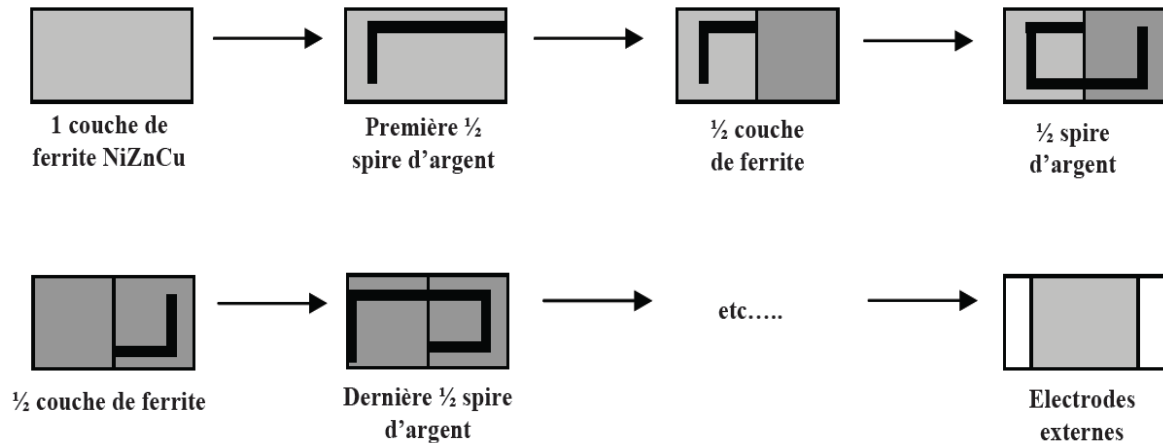 1 couche de
ferrite NiZnCu
Première ½
spire d'argent
½ couche
de ferrite
½ spire
d'argent
½ couche de ferrite
Dernière ½ spire
d'argent
etc…..
Electrodes
externes